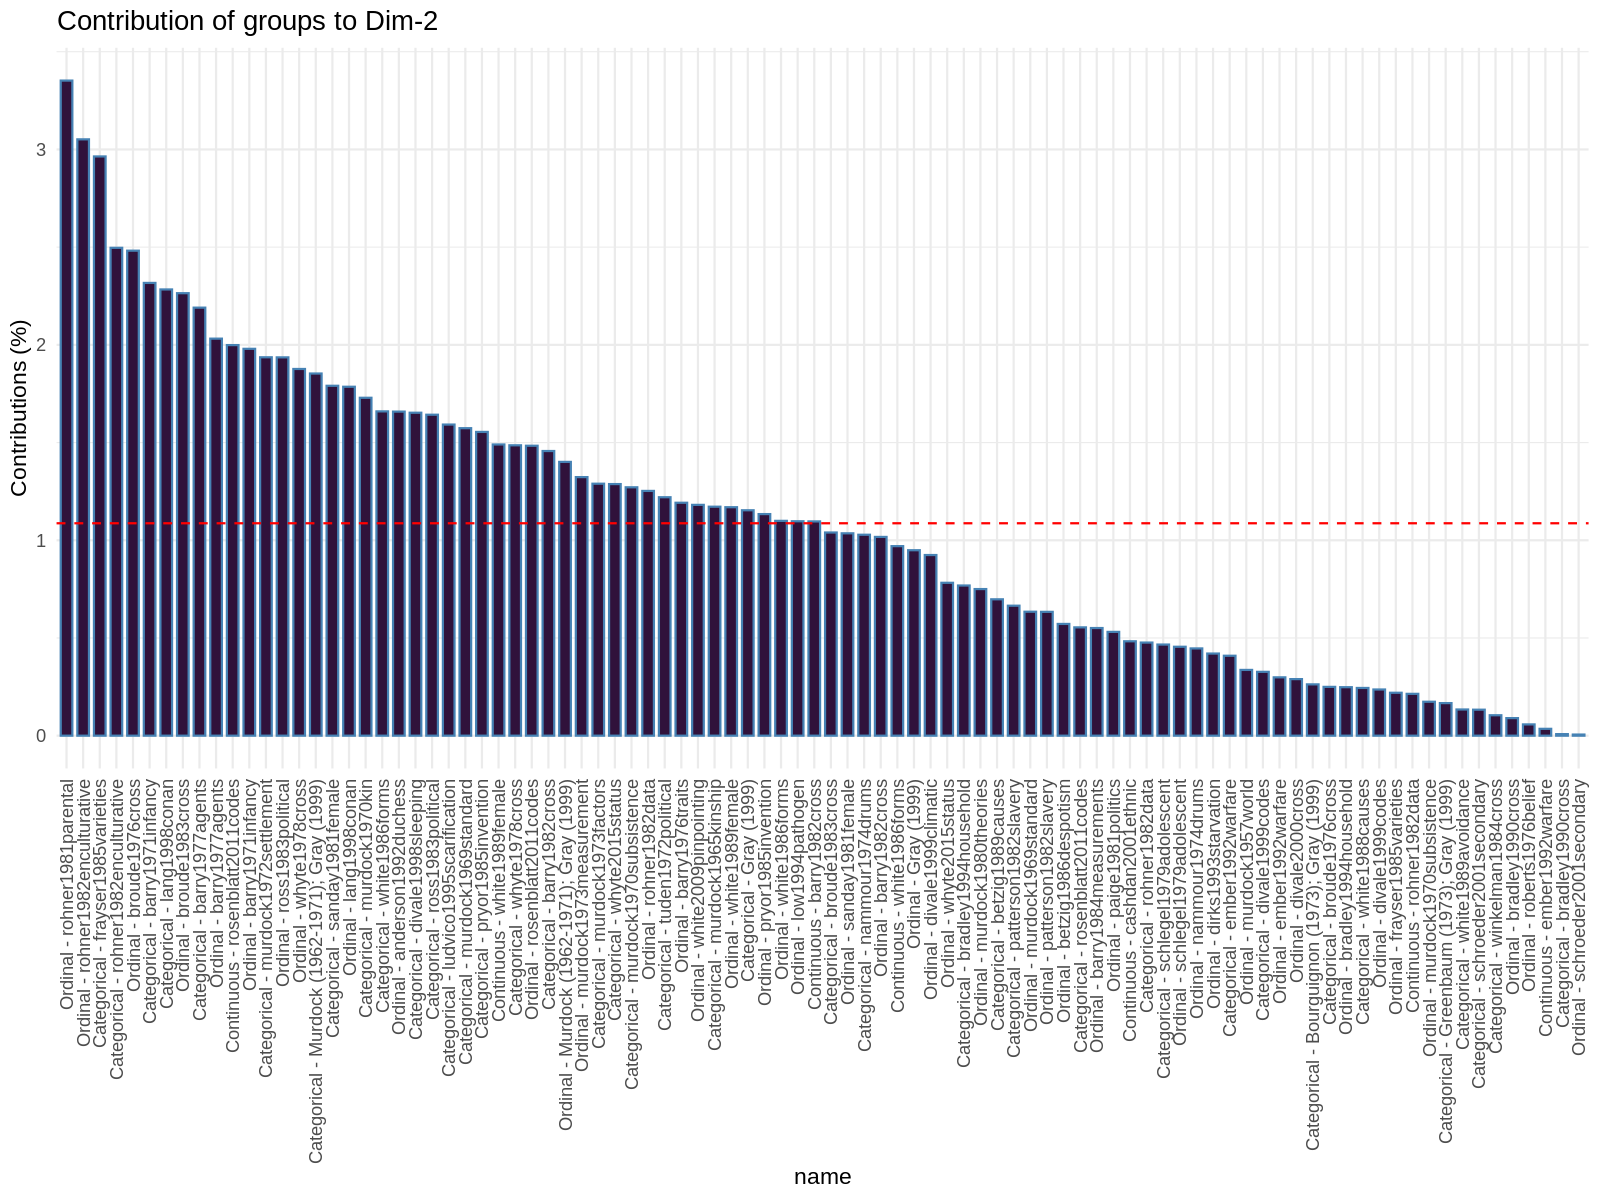 Contribution of groups to Dim-2
Contributions (%)
3
2
1
0
Ordinal - rohner1981parental
Ordinal - rohner1982enculturative
Categorical - frayser1985varieties
Categorical - rohner1982enculturative
Ordinal - broude1976cross
Categorical - barry1971infancy
Categorical - lang1998conan
Ordinal - broude1983cross
Categorical - barry1977agents
Ordinal - barry1977agents
Continuous - rosenblatt2011codes
Ordinal - barry1971infancy
Categorical - murdock1972settlement
Ordinal - ross1983political
Ordinal - whyte1978cross
Categorical - Murdock (1962-1971); Gray (1999)
Categorical - sanday1981female
Ordinal - lang1998conan
Categorical - murdock1970kin
Categorical - white1986forms
Ordinal - anderson1992duchess
Categorical - divale1998sleeping
Categorical - ross1983political
Categorical - ludvico1995scarification
Categorical - murdock1969standard
Categorical - pryor1985invention
Continuous - white1989female
Categorical - whyte1978cross
Ordinal - rosenblatt2011codes
Categorical - barry1982cross
Ordinal - Murdock (1962-1971); Gray (1999)
Ordinal - murdock1973measurement
Categorical - murdock1973factors
Categorical - whyte2015status
Categorical - murdock1970subsistence
Ordinal - rohner1982data
Categorical - tuden1972political
Ordinal - barry1976traits
Ordinal - white2009pinpointing
Categorical - murdock1965kinship
Ordinal - white1989female
Categorical - Gray (1999)
Ordinal - pryor1985invention
Ordinal - white1986forms
Ordinal - low1994pathogen
Continuous - barry1982cross
Categorical - broude1983cross
Ordinal - sanday1981female
Categorical - nammour1974drums
Ordinal - barry1982cross
Continuous - white1986forms
Ordinal - Gray (1999)
Ordinal - divale1999climatic
Ordinal - whyte2015status
Categorical - bradley1994household
Ordinal - murdock1980theories
Categorical - betzig1989causes
Categorical - patterson1982slavery
Ordinal - murdock1969standard
Ordinal - patterson1982slavery
Ordinal - betzig1986despotism
Categorical - rosenblatt2011codes
Ordinal - barry1984measurements
Ordinal - paige1981politics
Continuous - cashdan2001ethnic
Categorical - rohner1982data
Categorical - schlegel1979adolescent
Ordinal - schlegel1979adolescent
Ordinal - nammour1974drums
Ordinal - dirks1993starvation
Categorical - ember1992warfare
Ordinal - murdock1957world
Categorical - divale1999codes
Ordinal - ember1992warfare
Ordinal - divale2000cross
Categorical - Bourguignon (1973); Gray (1999)
Categorical - broude1976cross
Ordinal - bradley1994household
Categorical - white1988causes
Ordinal - divale1999codes
Ordinal - frayser1985varieties
Continuous - rohner1982data
Ordinal - murdock1970subsistence
Categorical - Greenbaum (1973); Gray (1999)
Categorical - white1989avoidance
Categorical - schroeder2001secondary
Categorical - winkelman1984cross
Ordinal - bradley1990cross
Ordinal - roberts1976belief
Continuous - ember1992warfare
Categorical - bradley1990cross
Ordinal - schroeder2001secondary
name